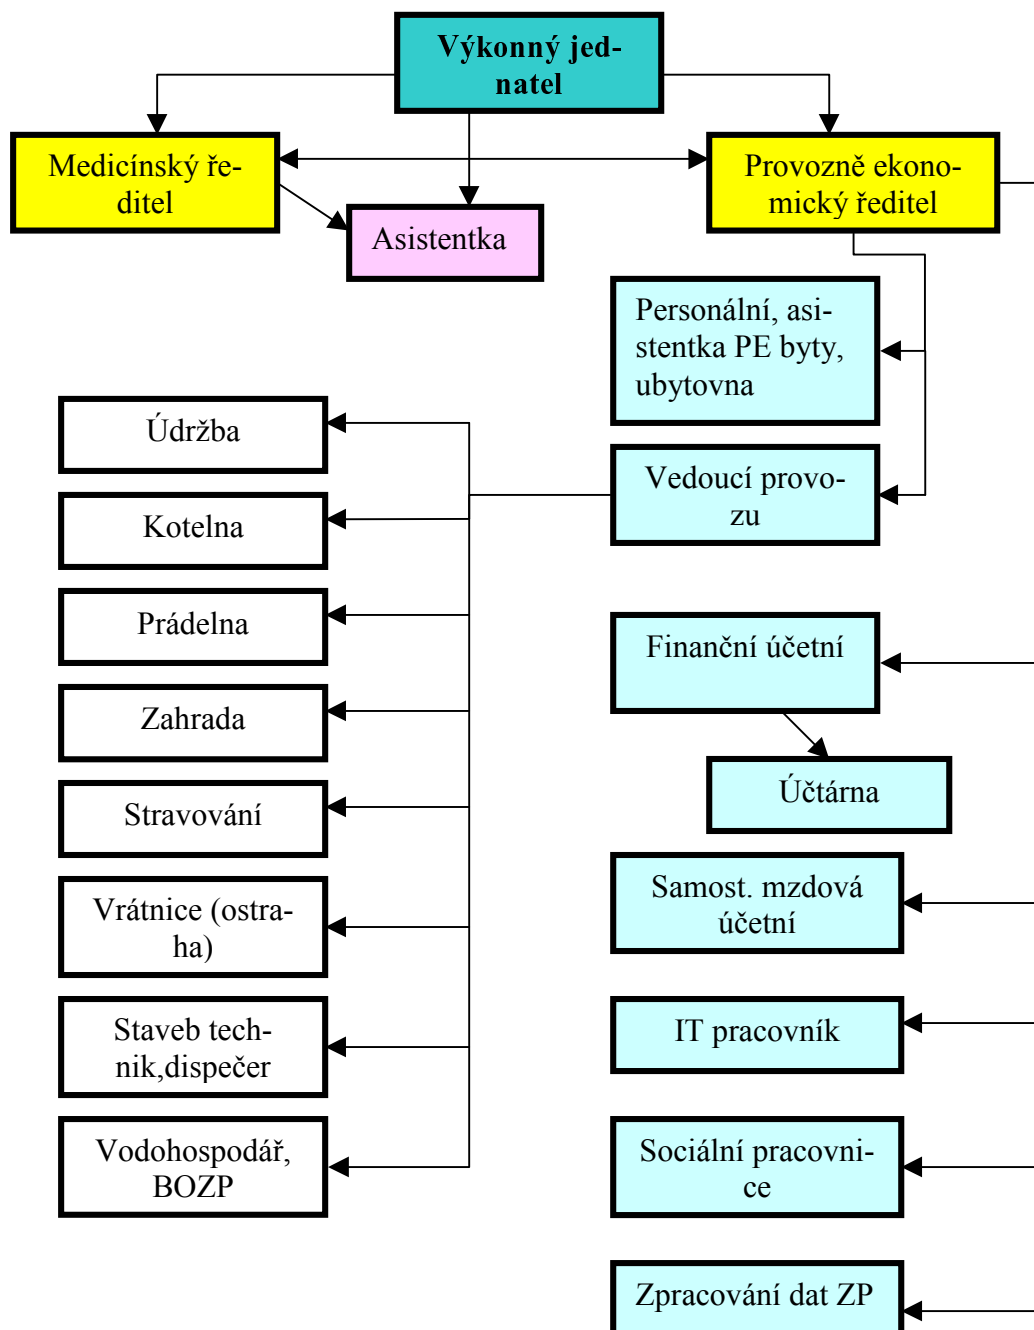 Výkonný jed-
natel
Medicínský ře-
ditel
Provozně ekono-
mický ředitel
Asistentka
Personální, asi-
stentka PE byty,
ubytovna
Údržba
Vedoucí provo-
zu
Kotelna
Prádelna
Finanční účetní
Zahrada
Účtárna
Stravování
Samost. mzdová
účetní
Vrátnice (ostra-
ha)
Staveb tech-
nik,dispečer
IT pracovník
Vodohospodář,
BOZP
Sociální pracovni-
ce
Zpracování dat ZP